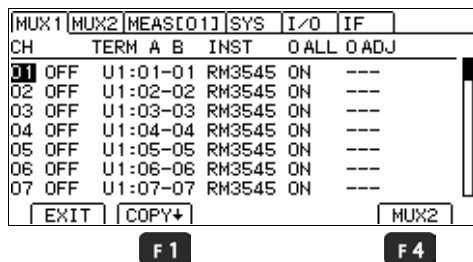 MUX1 MUX2 MEAS[01] SYS I/O IF
CH TERM A B INST 0 ALL 0 ADJ
01 OFF U1:01-01 RM3545 ON ---
02 OFF U1:02-02 RM3545 ON ---
03 OFF U1:03-03 RM3545 ON ---
04 OFF U1:04-04 RM3545 ON ---
05 OFF U1:05-05 RM3545 ON ---
06 OFF U1:06-06 RM3545 ON ---
07 OFF U1:07-07 RM3545 ON ---
EXIT COPY↓ MUX2
F 1 F 4